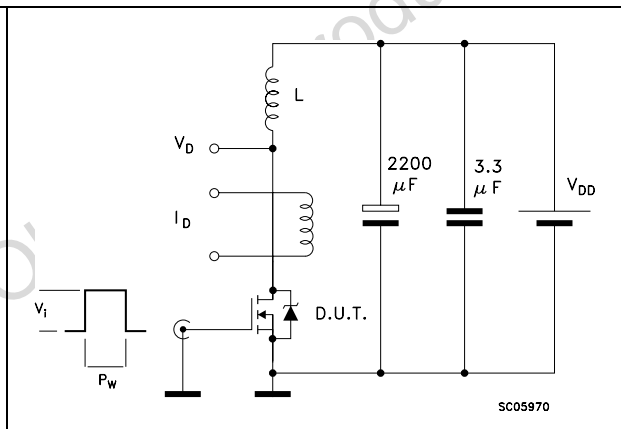 L
V_D
2200
μF
3.3
μF
V_DD
I_D
D.U.T.
V_i
P_W
SC05970